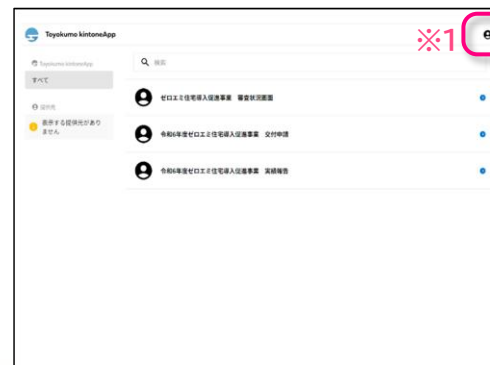 Toyokumo kintoneApp
※1
Toyokumo kintoneApp
すべて
提供元
表示する提供元があり
ません
検索
ゼロエミ住宅導入促進事業 審査状況画面
令和6年度ゼロエミ住宅導入促進事業 交付申請
令和6年度ゼロエミ住宅導入促進事業 実績報告